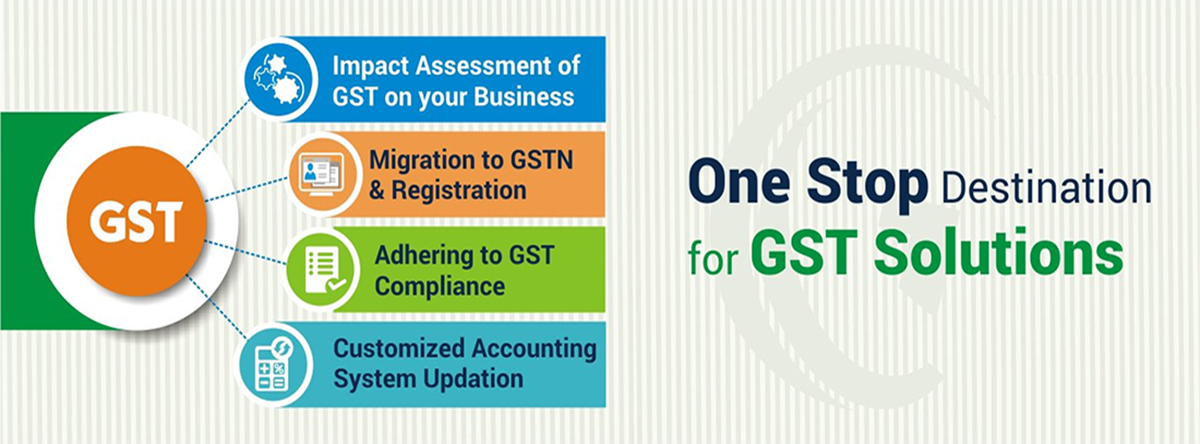 GST
Impact Assessment of
GST on your Business
Migration to GSTN
& Registration
Adhering to GST
Compliance
Customized Accounting
System Updation
One Stop Destination
for GST Solutions